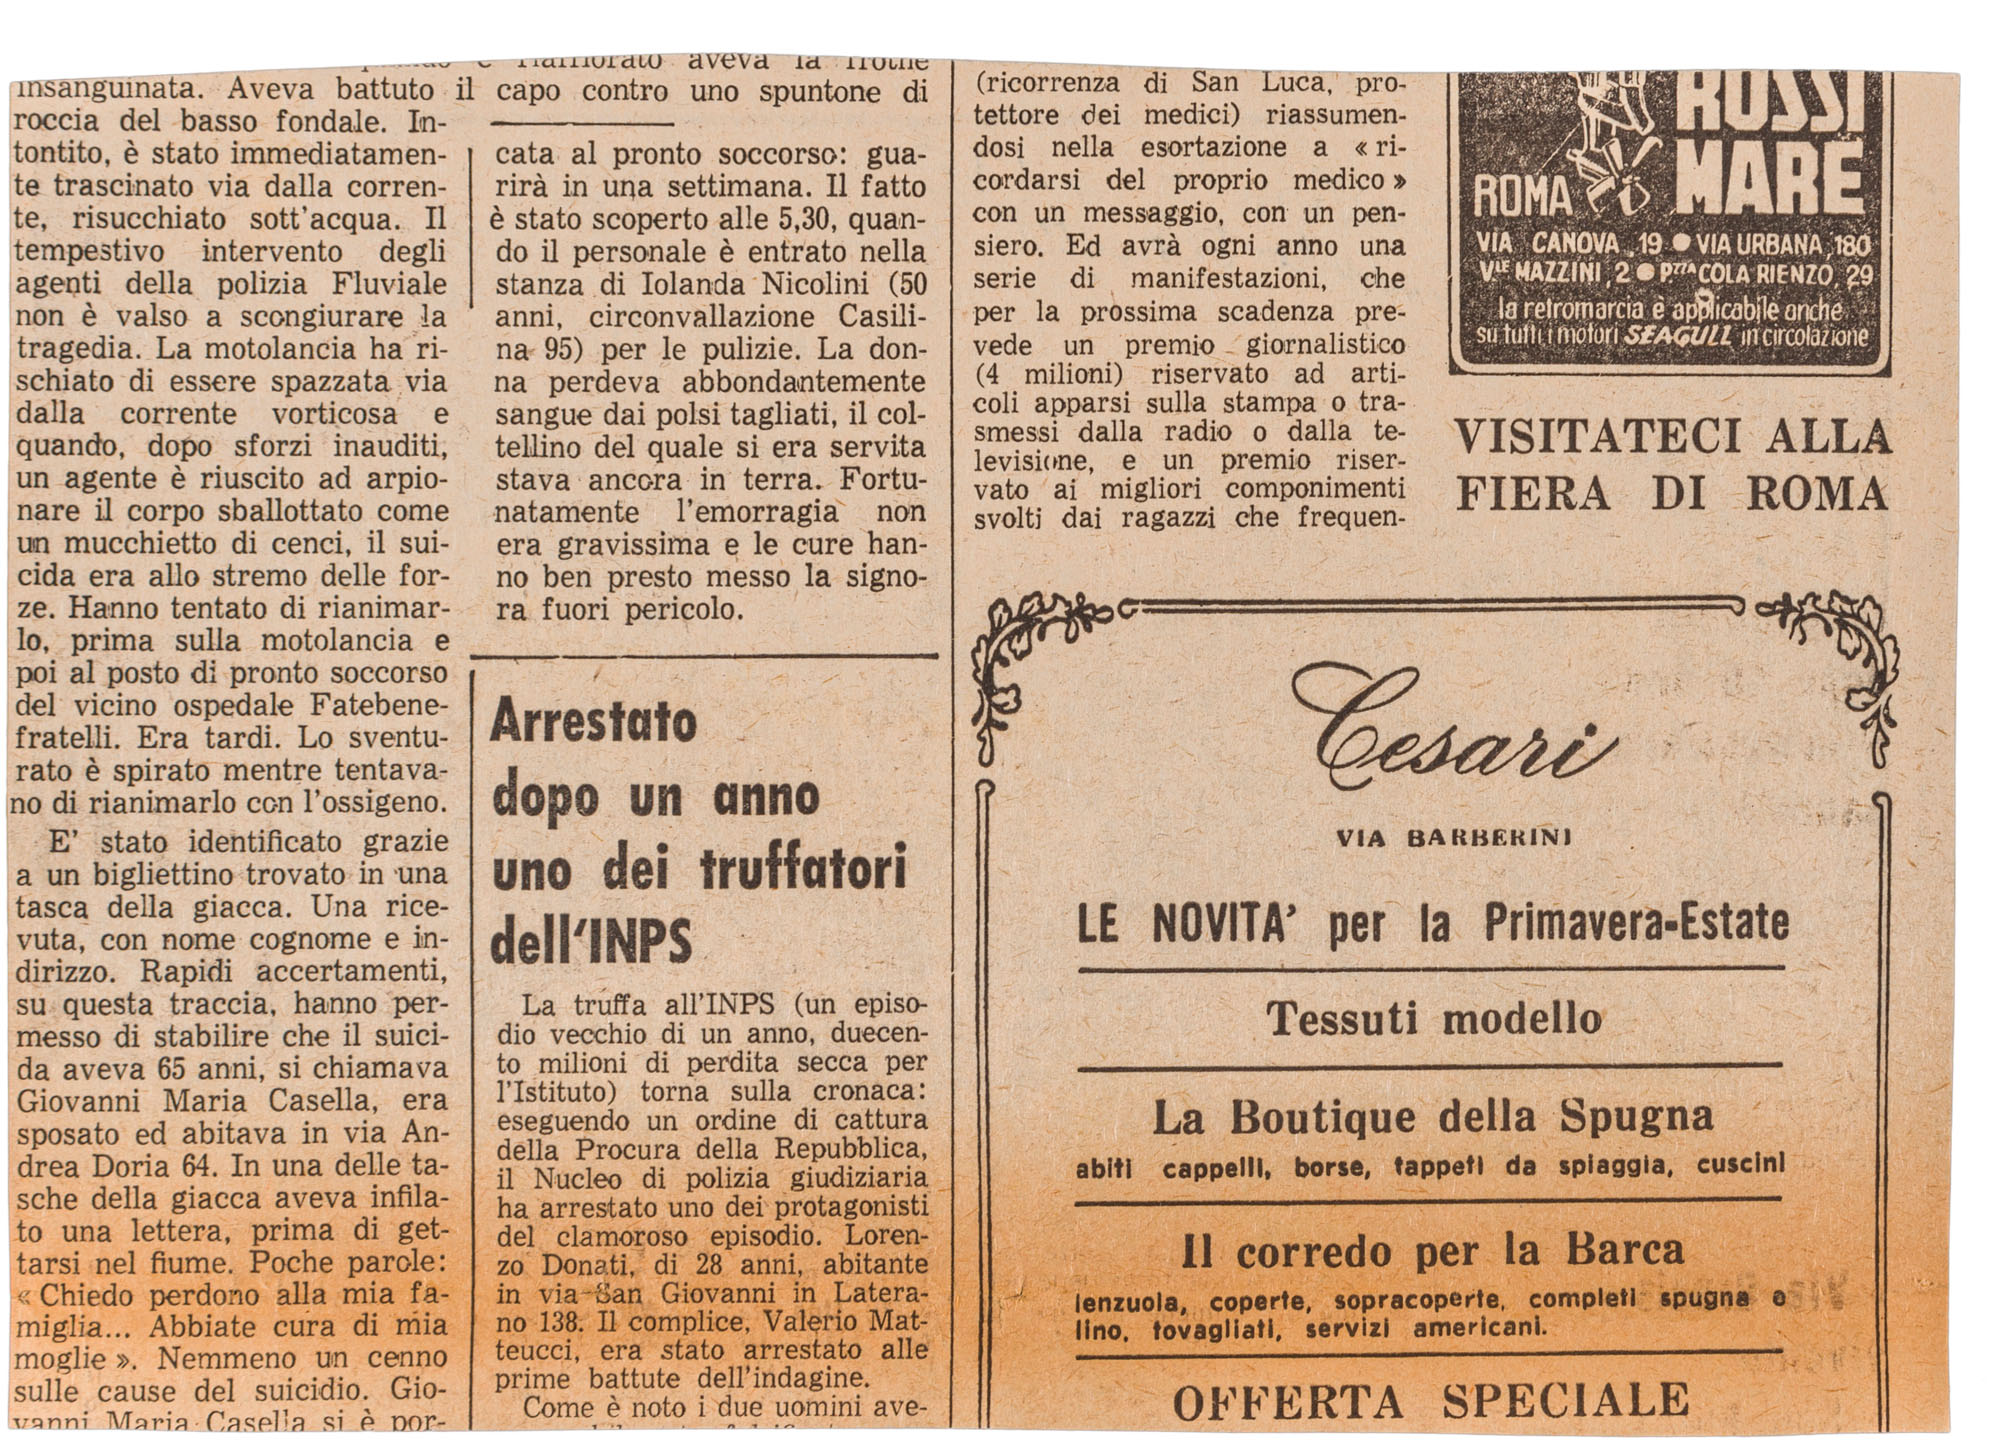 insanguinata. Aveva battuto il
roccia del basso fondale. In-
tontito, è stato immediatamen-
te trascinato via dalla corren-
te, risucchiato sott'acqua. Il
tempestivo intervento degli
agenti della polizia Fluviale
non è valso a scongiurare la
tragedia. La motolancia ha ri-
schiato di essere spazzata via
dalla corrente vorticosa e
quando, dopo sforzi inauditi,
un agente è riuscito ad arpio-
nare il corpo sballottato come
un mucchietto di cenci, il sui-
cida era allo stremo delle for-
ze. Hanno tentato di rianimar-
lo, prima sulla motolancia e
poi al posto di pronto soccorso
del vicino ospedale Fatebene-
fratelli. Era tardi. Lo sventu-
rato è spirato mentre tentava-
no di rianimarlo con l'ossigeno.
E' stato identificato grazie
a un bigliettino trovato in una
tasca della giacca. Una rice-
vuta, con nome cognome e in-
dirizzo. Rapidi accertamenti,
su questa traccia, hanno per-
messo di stabilire che il suici-
da aveva 65 anni, si chiamava
Giovanni Maria Casella, era
sposato ed abitava in via An-
drea Doria 64. In una delle ta-
sche della giacca aveva infila-
to una lettera, prima di get-
tarsi nel fiume. Poche parole:
« Chiedo perdono alla mia fa-
miglia... Abbiate cura di mia
moglie ». Nemmeno un cenno
sulle cause del suicidio. Gio-
vanni Maria Casella si è por-
e riaffiorato aveva la fronte
capo contro uno spuntone di
cata al pronto soccorso: gua-
rirà in una settimana. Il fatto
è stato scoperto alle 5,30, quan-
do il personale è entrato nella
stanza di Iolanda Nicolini (50
anni, circonvallazione Casili-
na 95) per le pulizie. La don-
na perdeva abbondantemente
sangue dai polsi tagliati, il col-
tellino del quale si era servita
stava ancora in terra. Fortu-
natamente l'emorragia non
era gravissima e le cure han-
no ben presto messo la signo-
ra fuori pericolo.
Arrestato
dopo un anno
uno dei truffatori
dell'INPS
La truffa all'INPS (un episo-
dio vecchio di un anno, duecen-
to milioni di perdita secca per
l'Istituto) torna sulla cronaca:
eseguendo un ordine di cattura
della Procura della Repubblica,
il Nucleo di polizia giudiziaria
ha arrestato uno dei protagonisti
del clamoroso episodio. Loren-
zo Donati, di 28 anni, abitante
in via San Giovanni in Latera-
no 138. Il complice, Valerio Mat-
teucci, era stato arrestato alle
prime battute dell'indagine.
Come è noto i due uomini ave-
(ricorrenza di San Luca, pro-
tettore dei medici) riassumen-
dosi nella esortazione a « ri-
cordarsi del proprio medico »
con un messaggio, con un pen-
siero. Ed avrà ogni anno una
serie di manifestazioni, che
per la prossima scadenza pre-
vede un premio giornalistico
(4 milioni) riservato ad arti-
coli apparsi sulla stampa o tra-
smessi dalla radio o dalla te-
levisione, e un premio riser-
vato ai migliori componimenti
svolti dai ragazzi che frequen-
ROSSI
MARE
ROMA
VIA CANOVA, 19 ● VIA URBANA, 180
VLE MAZZINI, 2 ● PZZA COLA RIENZO, 29
la retromarcia è applicabile anche
su tutti i motori SEAGULL in circolazione
VISITATECI ALLA
FIERA DI ROMA
Cesari
VIA BARBERINI
LE NOVITA' per la Primavera-Estate
Tessuti modello
La Boutique della Spugna
abiti cappelli, borse, tappeti da spiaggia, cuscini
Il corredo per la Barca
lenzuola, coperte, sopracoperte, completi spugna e
lino, tovagliati, servizi americani.
OFFERTA SPECIALE